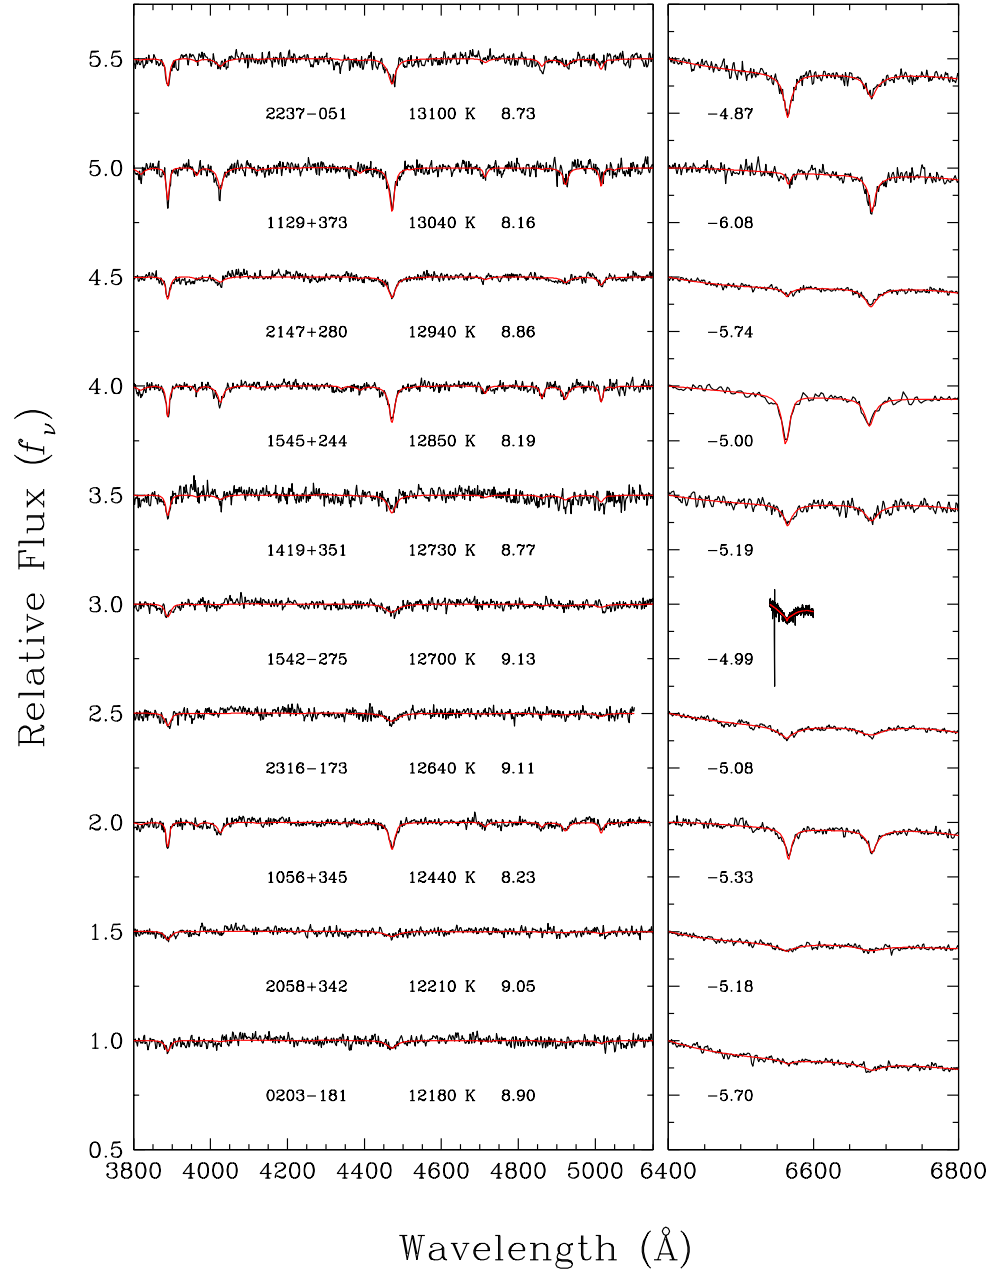 5.5
2237−051 13100 K 8.73 −4.87
5.0
1129+373 13040 K 8.16 −6.08
4.5
2147+280 12940 K 8.86 −5.74
4.0
1545+244 12850 K 8.19 −5.00
3.5
1419+351 12730 K 8.77 −5.19
3.0
1542−275 12700 K 9.13 −4.99
2.5
2316−173 12640 K 9.11 −5.08
2.0
1056+345 12440 K 8.23 −5.33
1.5
2058+342 12210 K 9.05 −5.18
1.0
0203−181 12180 K 8.90 −5.70
0.5
3800 4000 4200 4400 4600 4800 5000 6400 6600 6800
Relative Flux (fν)
Wavelength (Å)